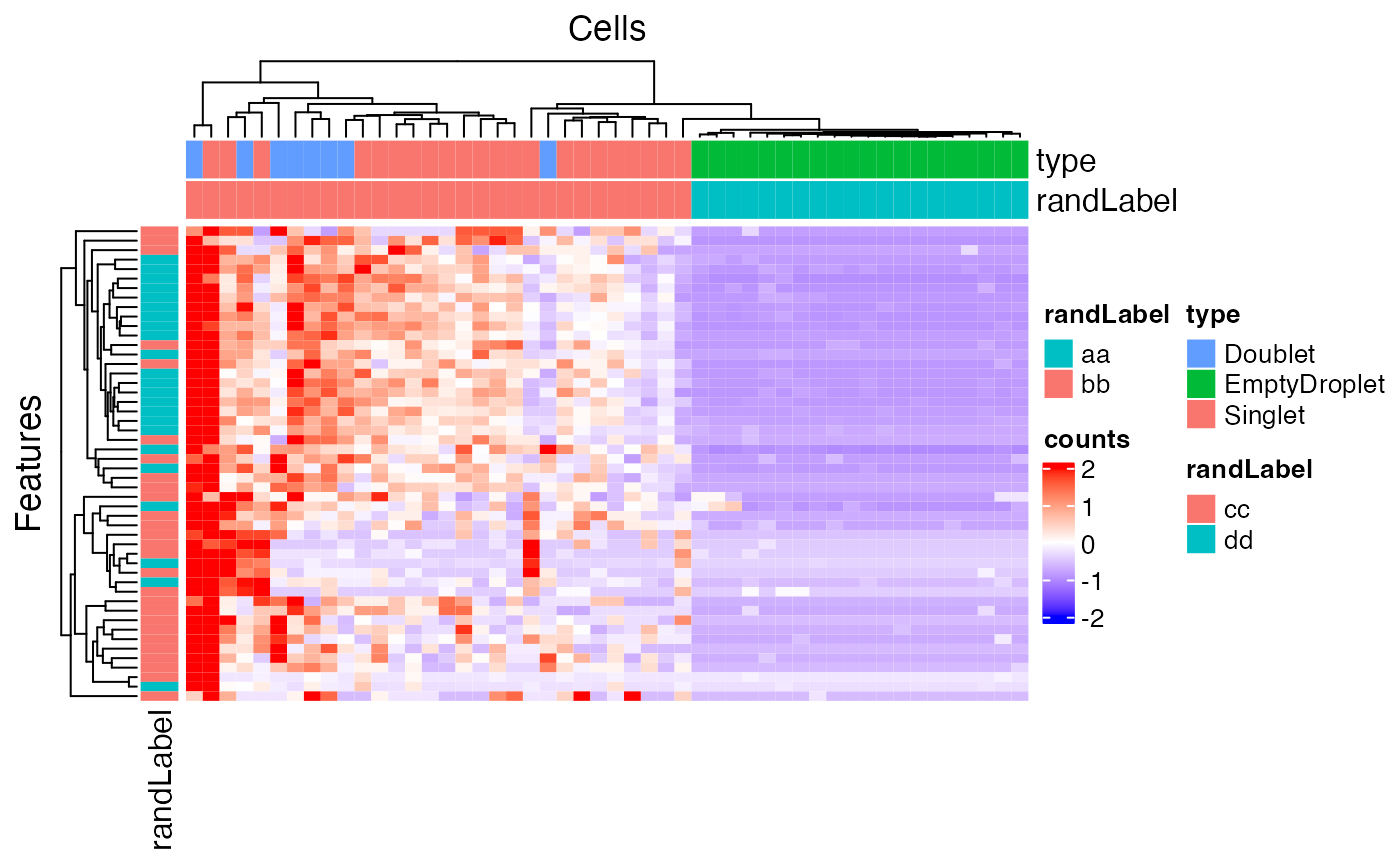 Cells
type
randLabel
Features
randLabel
randLabel
aa
bb
counts
2
1
0
-1
-2
type
Doublet
EmptyDroplet
Singlet
randLabel
cc
dd